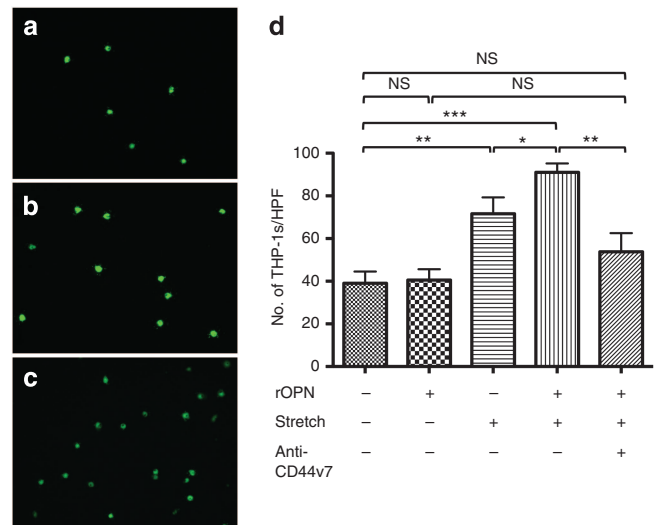 a
b
c
d
NS
NS NS
***
** * **
100
80
60
40
20
0
No. of THP-1s/HPF
rOPN – + – + +
Stretch – – + + +
Anti-
CD44v7 – – – – +